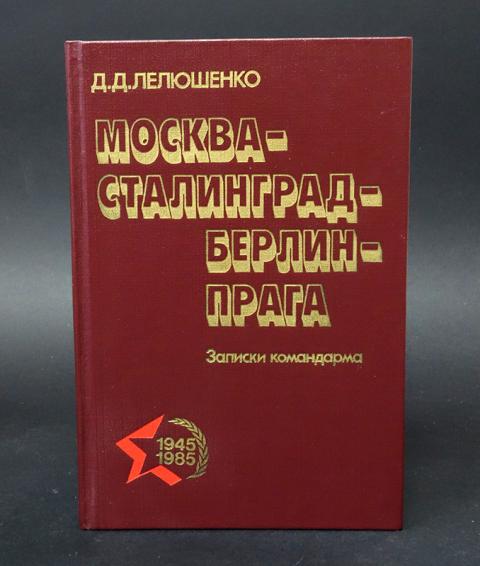 Д.Д.ЛЕЛЮШЕНКО
МОСКВА-
СТАЛИНГРАД-
БЕРЛИН-
ПРАГА
Записки командарма
1945
1985